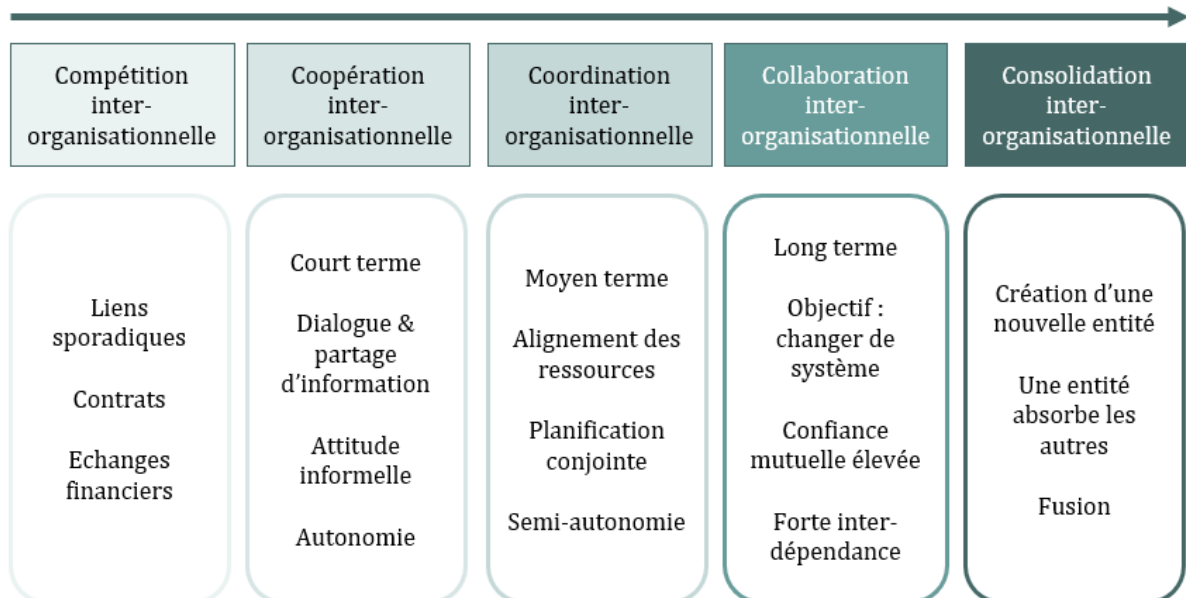 Compétition
inter-
organisationnelle
Coopération
inter-
organisationnelle
Coordination
inter-
organisationnelle
Collaboration
inter-
organisationnelle
Consolidation
inter-
organisationnelle
Liens
sporadiques
Contrats
Echanges
financiers
Court terme
Dialogue &
partage
d’information
Attitude
informelle
Autonomie
Moyen terme
Alignement des
ressources
Planification
conjointe
Semi-autonomie
Long terme
Objectif :
changer de
système
Confiance
mutuelle élevée
Forte inter-
dépendance
Création d’une
nouvelle entité
Une entité
absorbe les
autres
Fusion